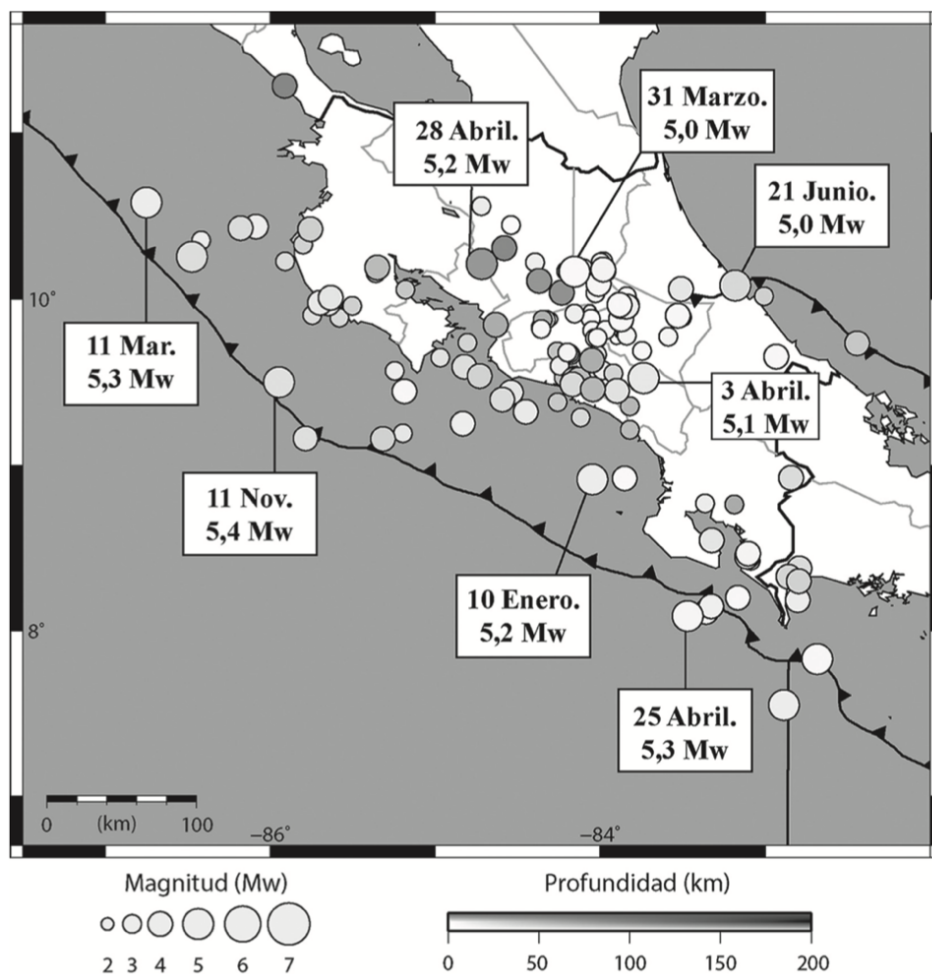 31 Marzo.
5,0 Mw
28 Abril.
5,2 Mw
21 Junio.
5,0 Mw
10°
11 Mar.
5,3 Mw
3 Abril.
5,1 Mw
11 Nov.
5,4 Mw
10 Enero.
5,2 Mw
8°
25 Abril.
5,3 Mw
0 (km) 100
−86°
−84°
Magnitud (Mw)
2 3 4 5 6 7
Profundidad (km)
0 50 100 150 200